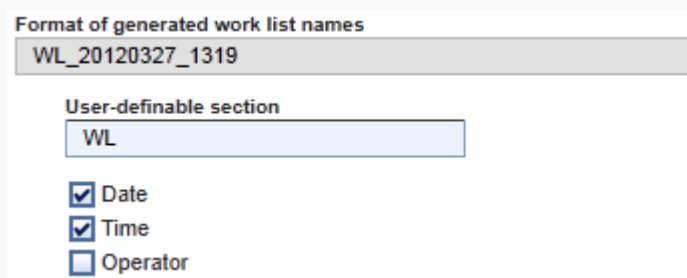 Format of generated work list names
WL_20120327_1319
User-definable section
WL
Date
Time
Operator